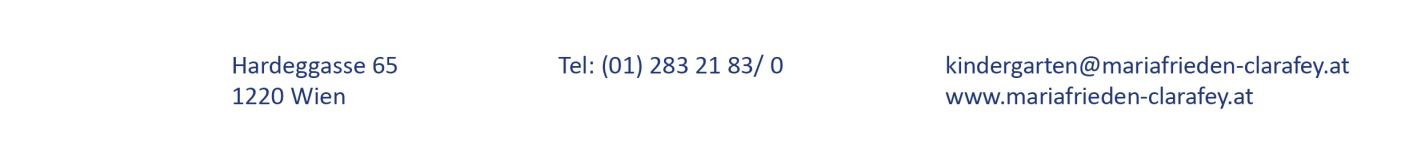 Hardeggasse 65
1220 Wien
Tel: (01) 283 21 83/ 0
kindergarten@mariafrieden-clarafey.at
www.mariafrieden-clarafey.at